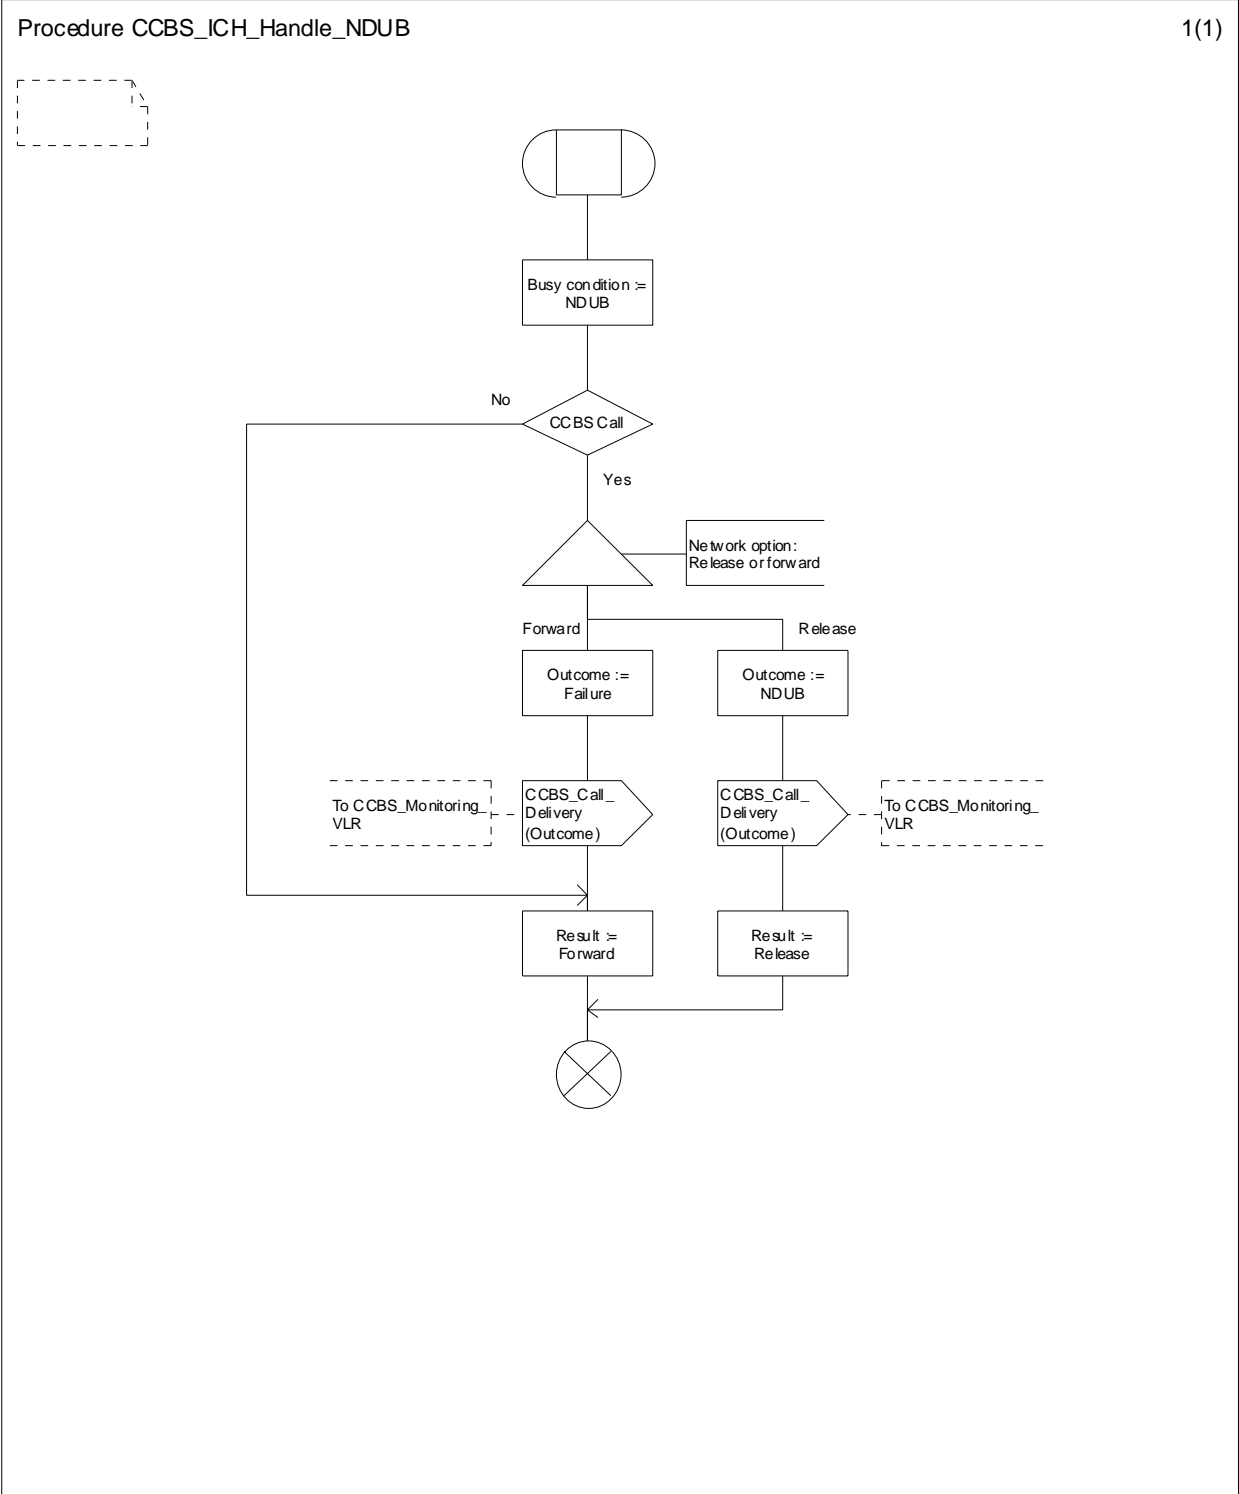 Procedure CCBS_ICH_Handle_NDUB
1(1)
Busy condition :=
NDUB
No
CCBS Call
Yes
Network option:
Release or forward
Forward
Release
Outcome :=
Failure
Outcome :=
NDUB
To CCBS_Monitoring_
VLR
CCBS_Call_
Delivery
(Outcome)
CCBS_Call_
Delivery
(Outcome)
To CCBS_Monitoring_
VLR
Result :=
Forward
Result :=
Release